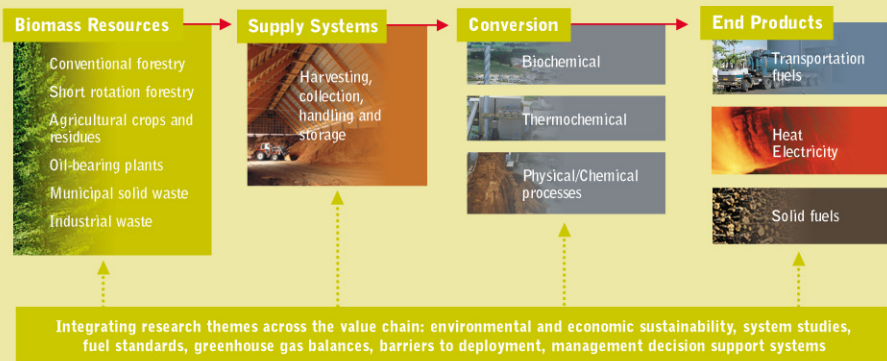 Biomass Resources
Conventional forestry
Short rotation forestry
Agricultural crops and
residues
Oil-bearing plants
Municipal solid waste
Industrial waste
Supply Systems
Harvesting,
collection,
handling and
storage
Conversion
Biochemical
Thermochemical
Physical/Chemical
processes
End Products
Transportation
fuels
Heat
Electricity
Solid fuels
Integrating research themes across the value chain: environmental and economic sustainability, system studies,
fuel standards, greenhouse gas balances, barriers to deployment, management decision support systems